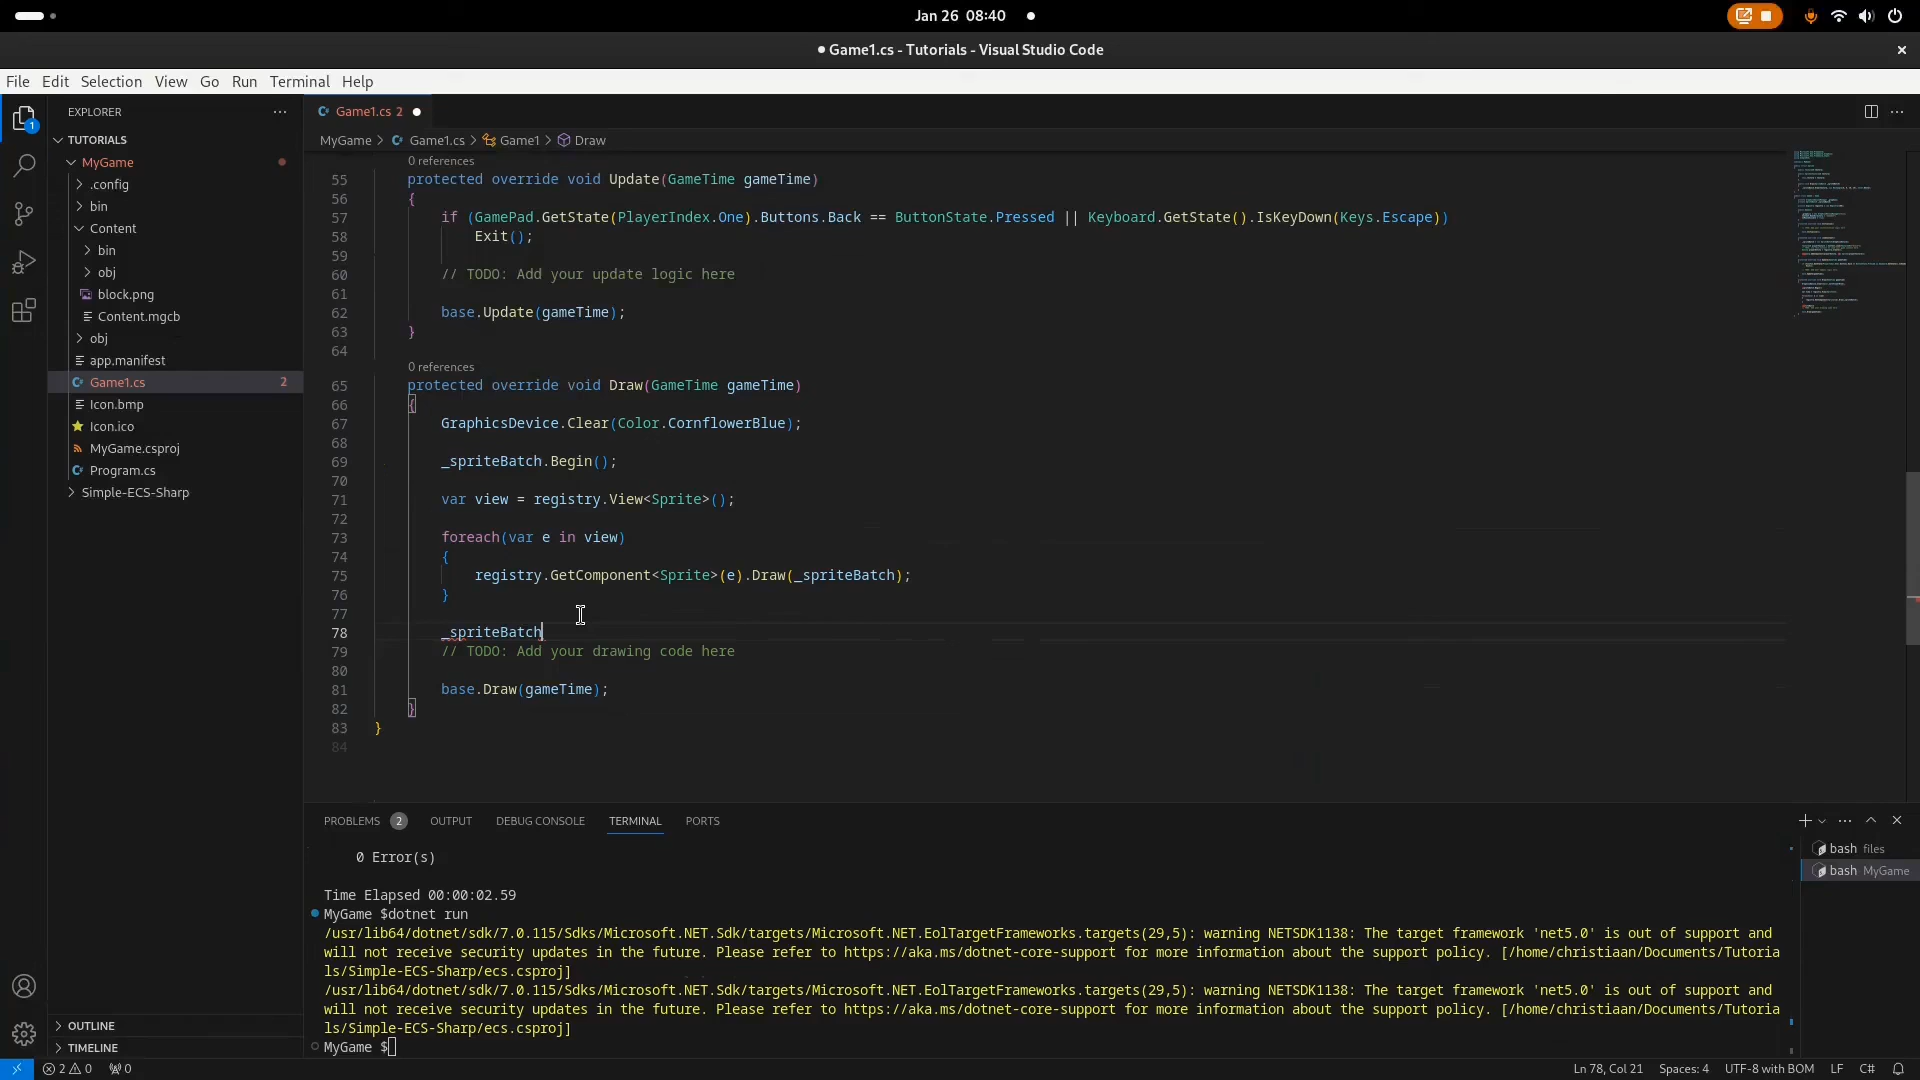 Jan 26 08:40
Game1.cs - Tutorials - Visual Studio Code
File Edit Selection View Go Run Terminal Help
EXPLORER
Game1.cs 2
TUTORIALS
MyGame > Game1.cs > Game1 > Draw
MyGame
.config
bin
Content
bin
obj
block.png
Content.mgcb
obj
app.manifest
Game1.cs 2
Icon.bmp
Icon.ico
MyGame.csproj
Program.cs
Simple-ECS-Sharp
OUTLINE
TIMELINE
1
0 references
55 protected override void Update(GameTime gameTime)
56 {
57 if (GamePad.GetState(PlayerIndex.One).Buttons.Back == ButtonState.Pressed || Keyboard.GetState().IsKeyDown(Keys.Escape))
58 Exit();
59
60 // TODO: Add your update logic here
61
62 base.Update(gameTime);
63 }
64
0 references
65 protected override void Draw(GameTime gameTime)
66 {
67 GraphicsDevice.Clear(Color.CornflowerBlue);
68
69 _spriteBatch.Begin();
70
71 var view = registry.View<Sprite>();
72
73 foreach(var e in view)
74 {
75 registry.GetComponent<Sprite>(e).Draw(_spriteBatch);
76 }
77
78 _spriteBatch
79 // TODO: Add your drawing code here
80
81 base.Draw(gameTime);
82 }
83 }
84
PROBLEMS 2 OUTPUT DEBUG CONSOLE TERMINAL PORTS
bash files
bash MyGame
0 Error(s)
Time Elapsed 00:00:02.59
MyGame $dotnet run
/usr/lib64/dotnet/sdk/7.0.115/Sdks/Microsoft.NET.Sdk/targets/Microsoft.NET.EolTargetFrameworks.targets(29,5): warning NETSDK1138: The target framework 'net5.0' is out of support and
will not receive security updates in the future. Please refer to https://aka.ms/dotnet-core-support for more information about the support policy. [/home/christiaan/Documents/Tutoria
ls/Simple-ECS-Sharp/ecs.csproj]
/usr/lib64/dotnet/sdk/7.0.115/Sdks/Microsoft.NET.Sdk/targets/Microsoft.NET.EolTargetFrameworks.targets(29,5): warning NETSDK1138: The target framework 'net5.0' is out of support and
will not receive security updates in the future. Please refer to https://aka.ms/dotnet-core-support for more information about the support policy. [/home/christiaan/Documents/Tutoria
ls/Simple-ECS-Sharp/ecs.csproj]
MyGame $
2 0 0 Ln 78, Col 21 Spaces: 4 UTF-8 with BOM LF C#